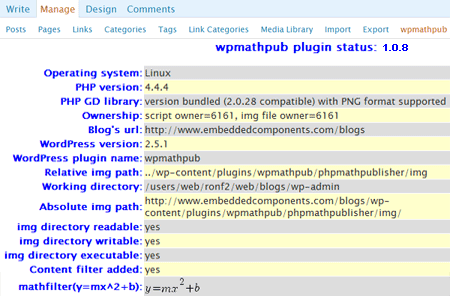 Write Manage Design Comments
Posts Pages Links Categories Tags Link Categories Media Library Import Export wpmathpub
wpmathpub plugin status: 1.0.8
Operating system: Linux
PHP version: 4.4.4
PHP GD library: version bundled (2.0.28 compatible) with PNG format supported
Ownership: script owner=6161, img file owner=6161
Blog's url: http://www.embeddedcomponents.com/blogs
WordPress version: 2.5.1
WordPress plugin name: wpmathpub
Relative img path: ../wp-content/plugins/wpmathpub/phpmathpublisher/img
Working directory: /users/web/ronf2/web/blogs/wp-admin
Absolute img path: http://www.embeddedcomponents.com/blogs/wp-
content/plugins/wpmathpub/phpmathpublisher/img/
img directory readable: yes
img directory writable: yes
img directory executable: yes
Content filter added: yes
mathfilter(y=mx^2+b): y=mx²+b